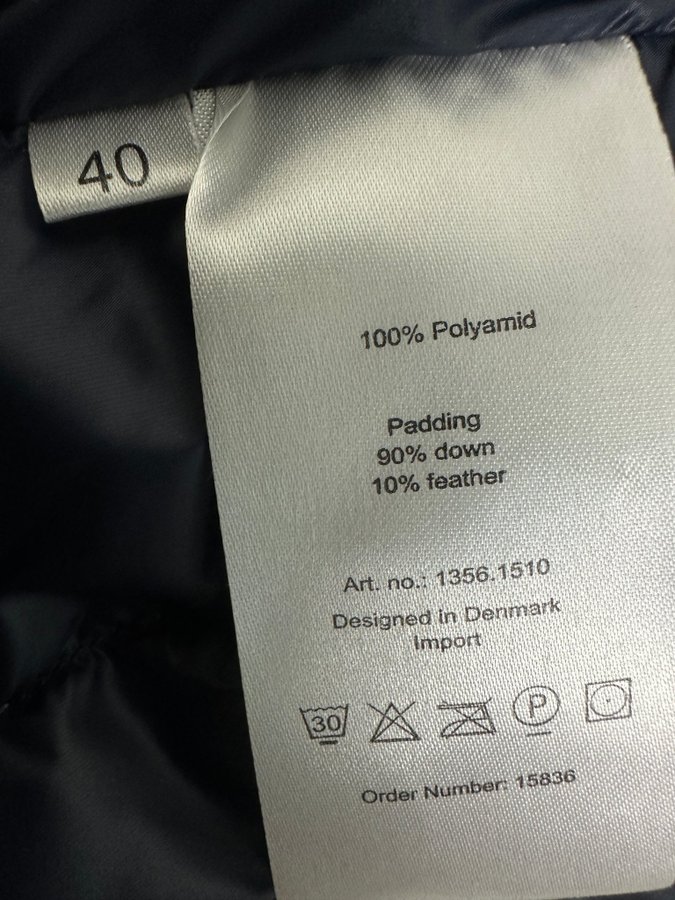 40
100% Polyamid
Padding
90% down
10% feather
Art. no.: 1356.1510
Designed in Denmark
Import
30 P
Order Number: 15836